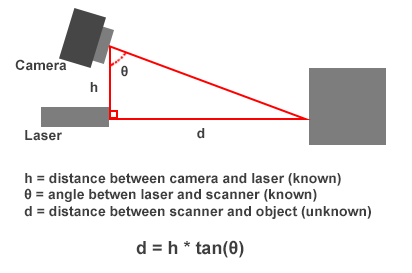 Camera
θ
h
Laser
d
h = distance between camera and laser (known)
θ = angle betwen laser and scanner (known)
d = distance between scanner and object (unknown)
d = h * tan(θ)